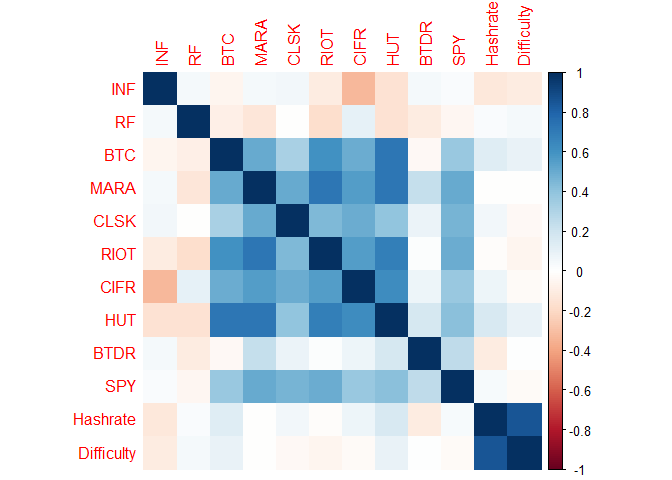 INF RF BTC MARA CLSK RIOT CIFR HUT BTDR SPY Hashrate Difficulty
INF
RF
BTC
MARA
CLSK
RIOT
CIFR
HUT
BTDR
SPY
Hashrate
Difficulty
1
0.8
0.6
0.4
0.2
0
-0.2
-0.4
-0.6
-0.8
-1